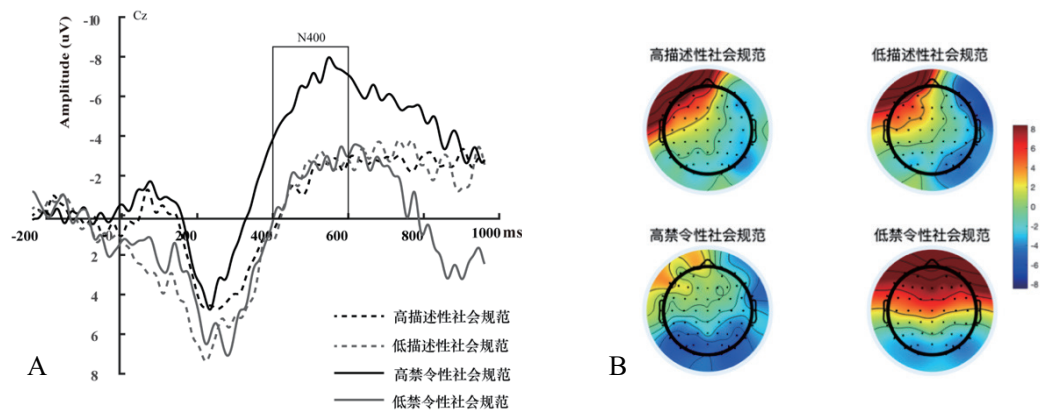 -10
Cz
Amplitude (uV)
-8
N400
-6
-4
-2
-200
0
200
400
600
800
1000 ms
2
4
6
8
高描述性社会规范
低描述性社会规范
高禁令性社会规范
低禁令性社会规范
A
高描述性社会规范
低描述性社会规范
高禁令性社会规范
低禁令性社会规范
8
6
4
2
0
-2
-4
-6
-8
B